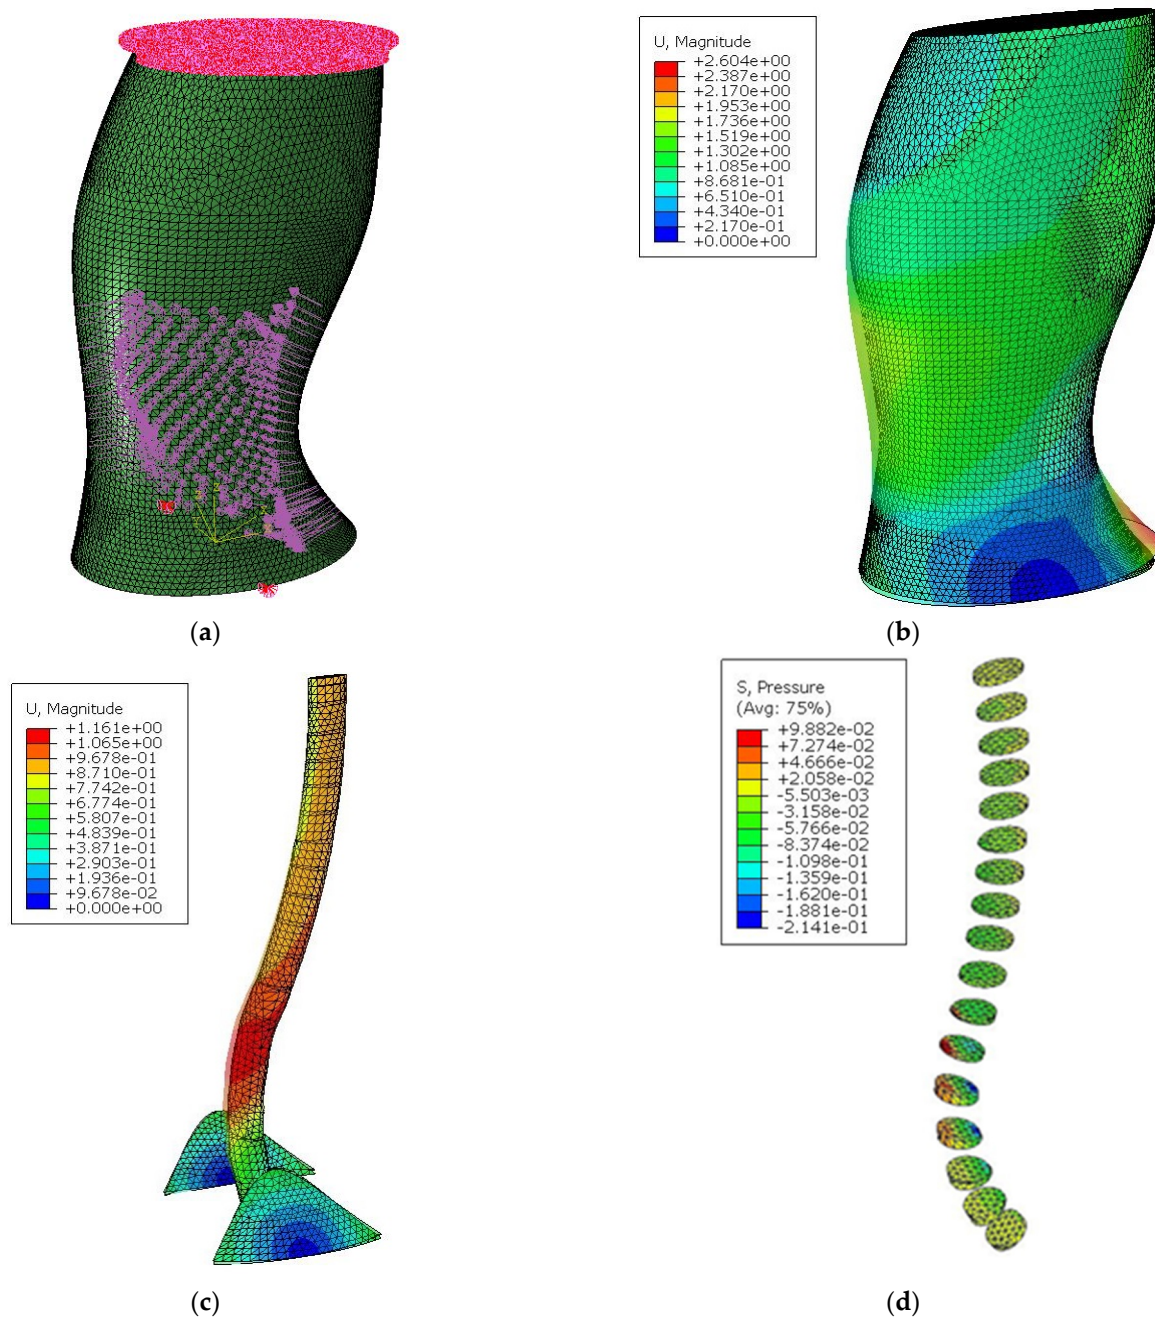 U, Magnitude
+2.604e+00
+2.387e+00
+2.170e+00
+1.953e+00
+1.736e+00
+1.519e+00
+1.302e+00
+1.085e+00
+8.681e-01
+6.510e-01
+4.340e-01
+2.170e-01
+0.000e+00
(a)
(b)
U, Magnitude
+1.161e+00
+1.065e+00
+9.678e-01
+8.710e-01
+7.742e-01
+6.774e-01
+5.807e-01
+4.839e-01
+3.871e-01
+2.903e-01
+1.936e-01
+9.678e-02
+0.000e+00
S, Pressure
(Avg: 75%)
+9.882e-02
+7.274e-02
+4.666e-02
+2.058e-02
-5.503e-03
-3.158e-02
-5.766e-02
-8.374e-02
-1.098e-01
-1.359e-01
-1.620e-01
-1.881e-01
-2.141e-01
(c)
(d)